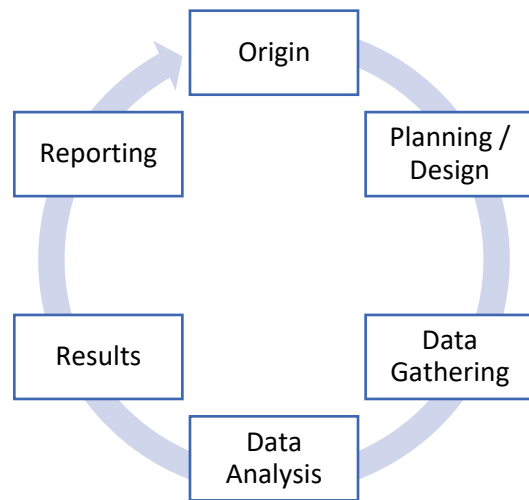 Origin
Planning /
Design
Data
Gathering
Data
Analysis
Results
Reporting